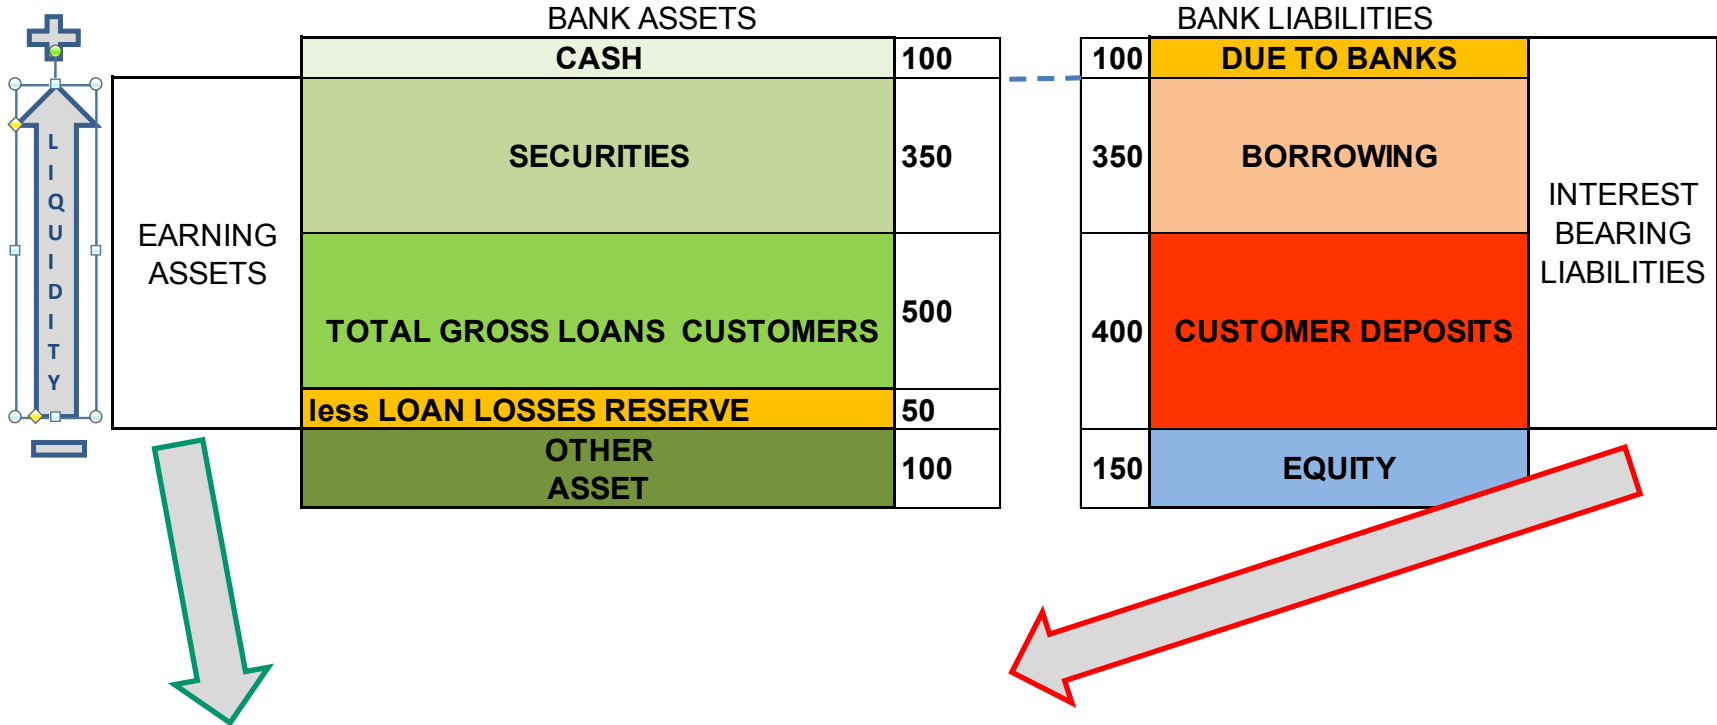 BANK ASSETS
BANK LIABILITIES
CASH 100
100 DUE TO BANKS
SECURITIES 350
350 BORROWING
LIQUIDITY
EARNING
ASSETS
INTEREST
BEARING
LIABILITIES
TOTAL GROSS LOANS CUSTOMERS 500
400 CUSTOMER DEPOSITS
less LOAN LOSSES RESERVE 50
OTHER
ASSET 100
150 EQUITY